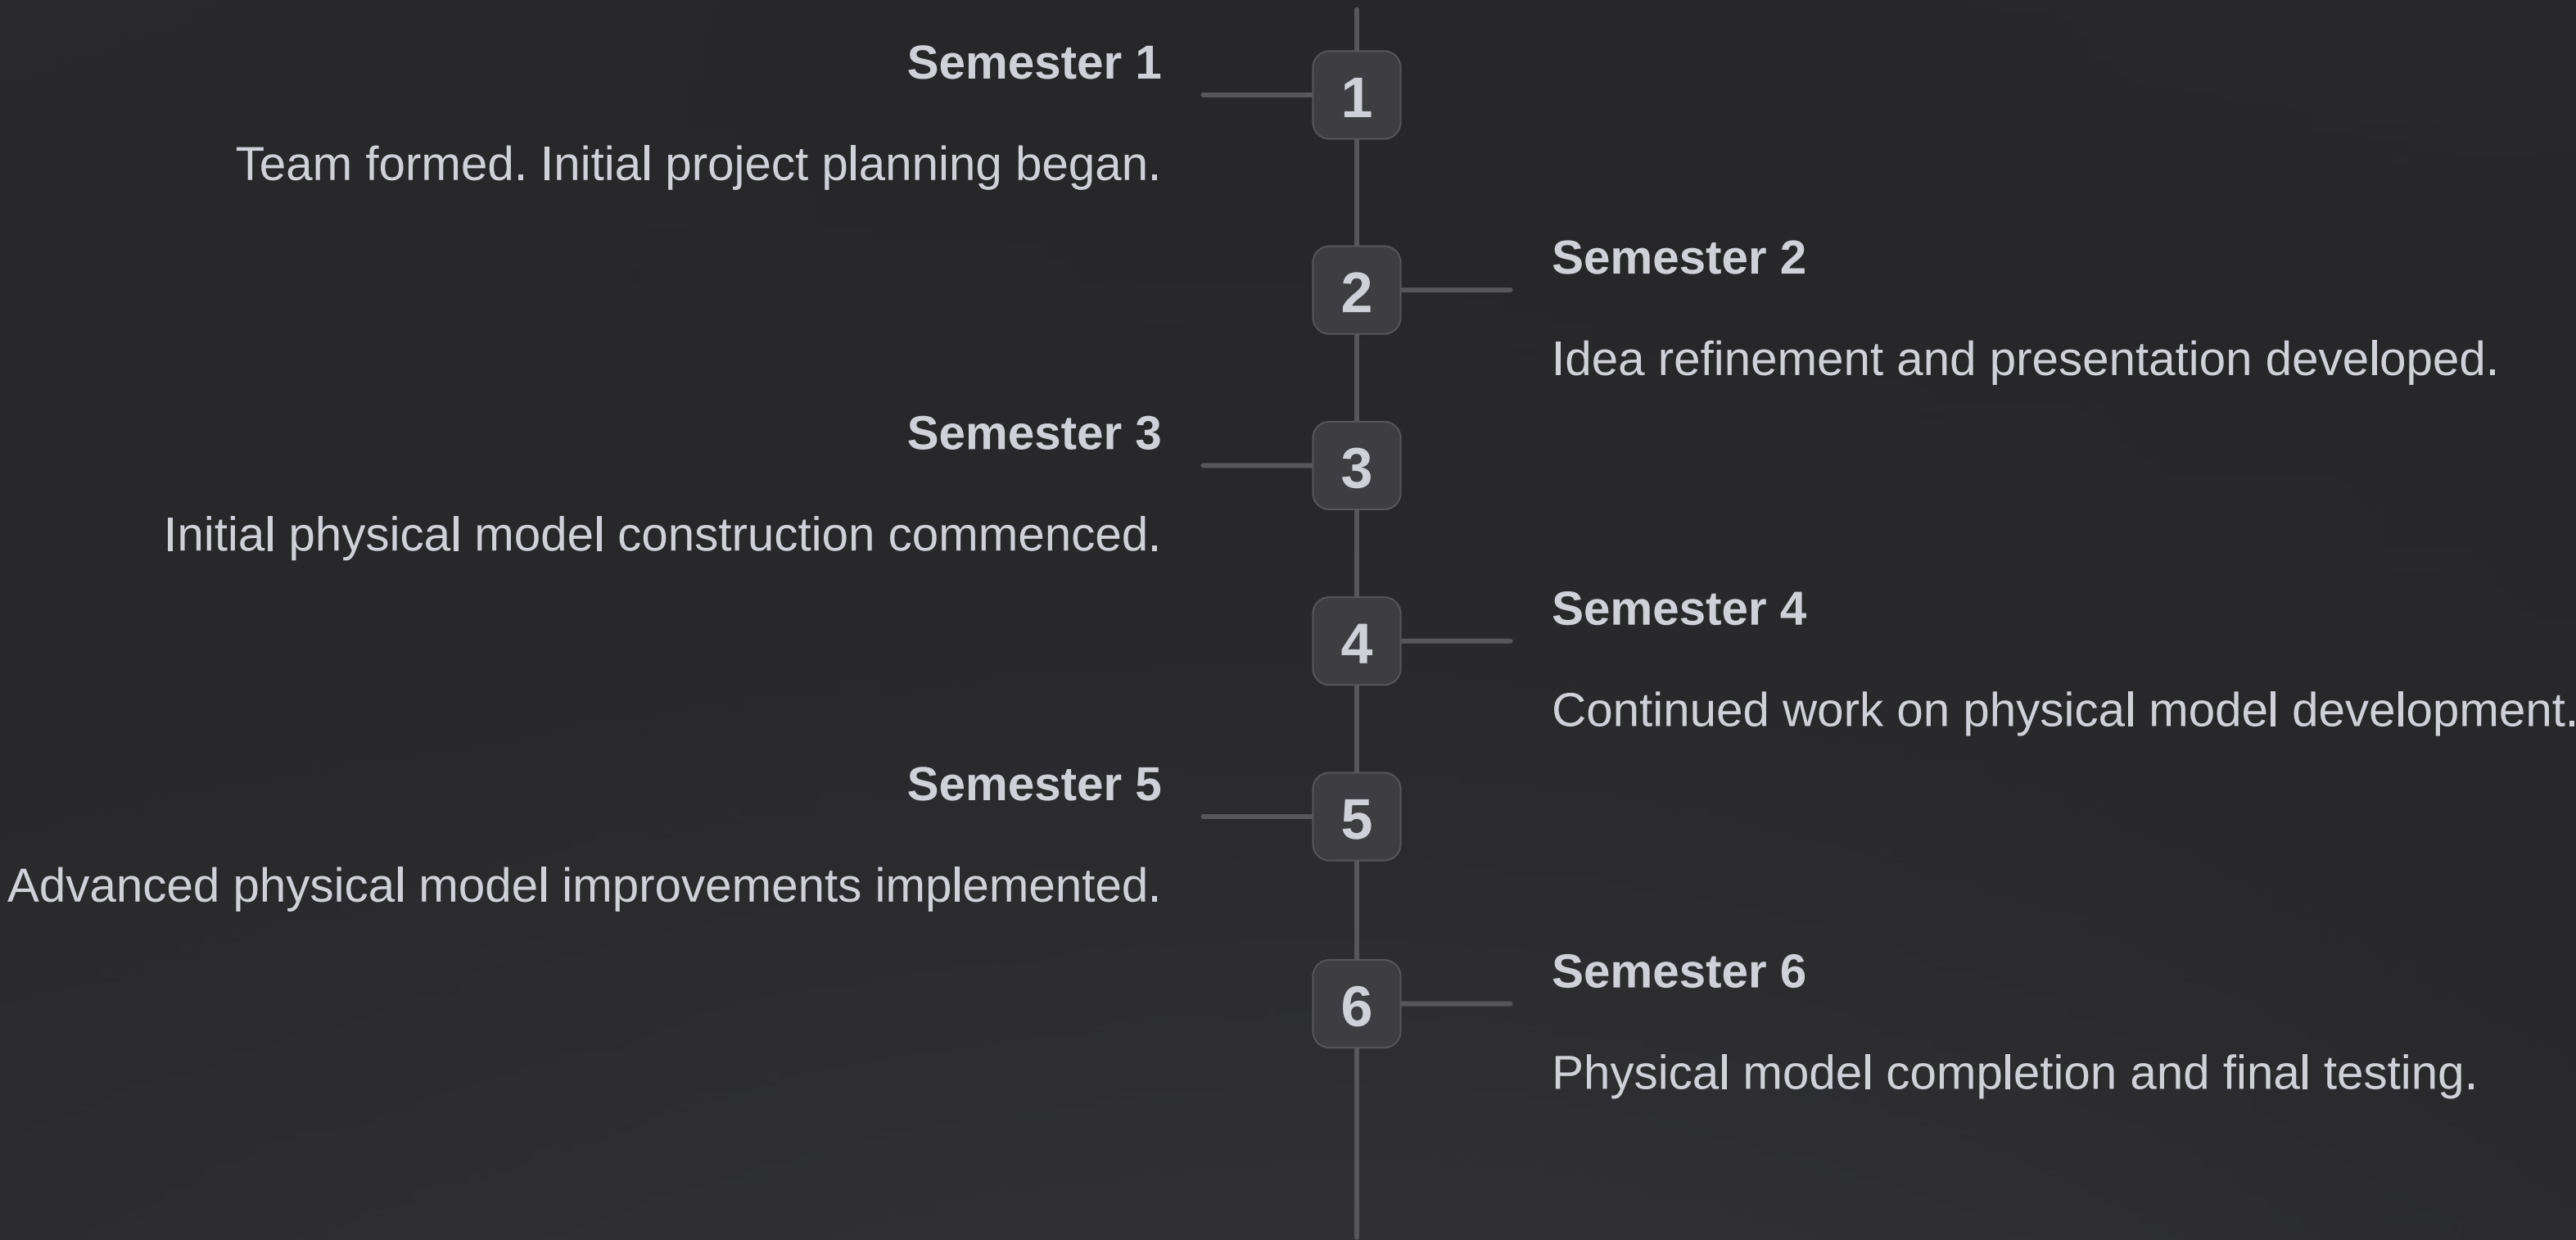 Semester 1
1
Team formed. Initial project planning began.
Semester 2
2
Idea refinement and presentation developed.
Semester 3
3
Initial physical model construction commenced.
Semester 4
4
Continued work on physical model development.
Semester 5
5
Advanced physical model improvements implemented.
Semester 6
6
Physical model completion and final testing.